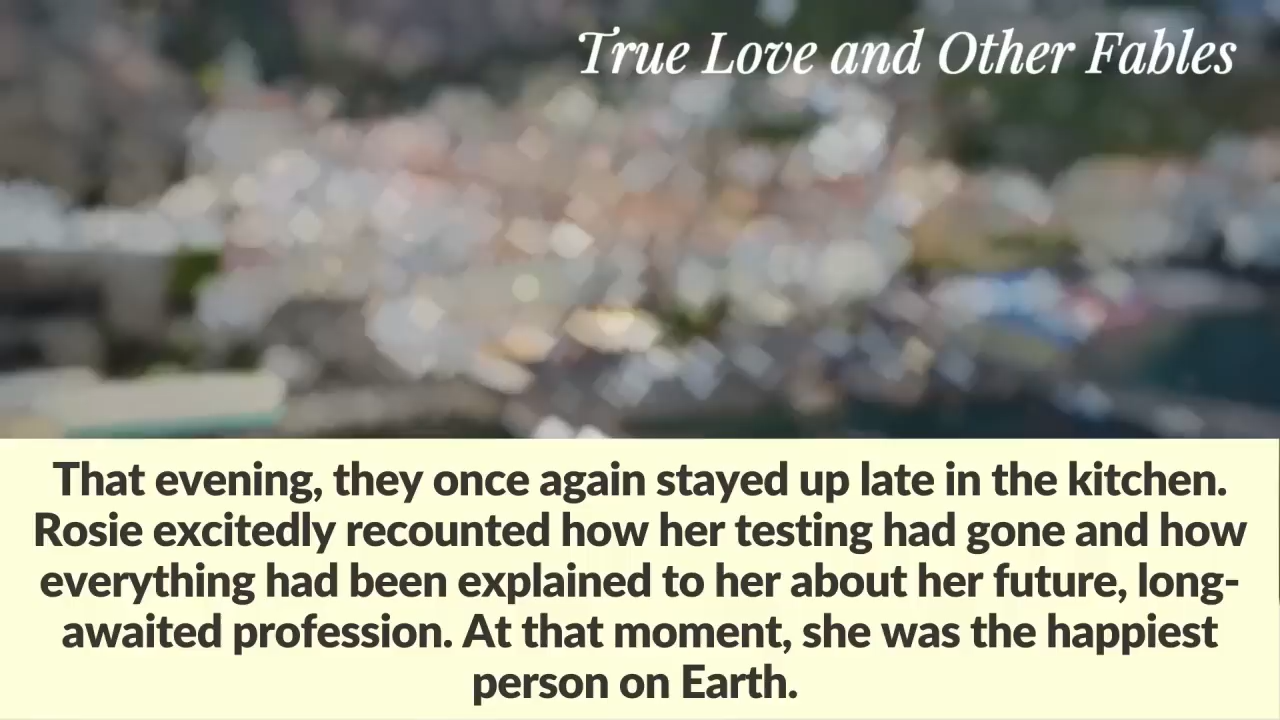 True Love and Other Fables
That evening, they once again stayed up late in the kitchen.
Rosie excitedly recounted how her testing had gone and how
everything had been explained to her about her future, long-
awaited profession. At that moment, she was the happiest
person on Earth.